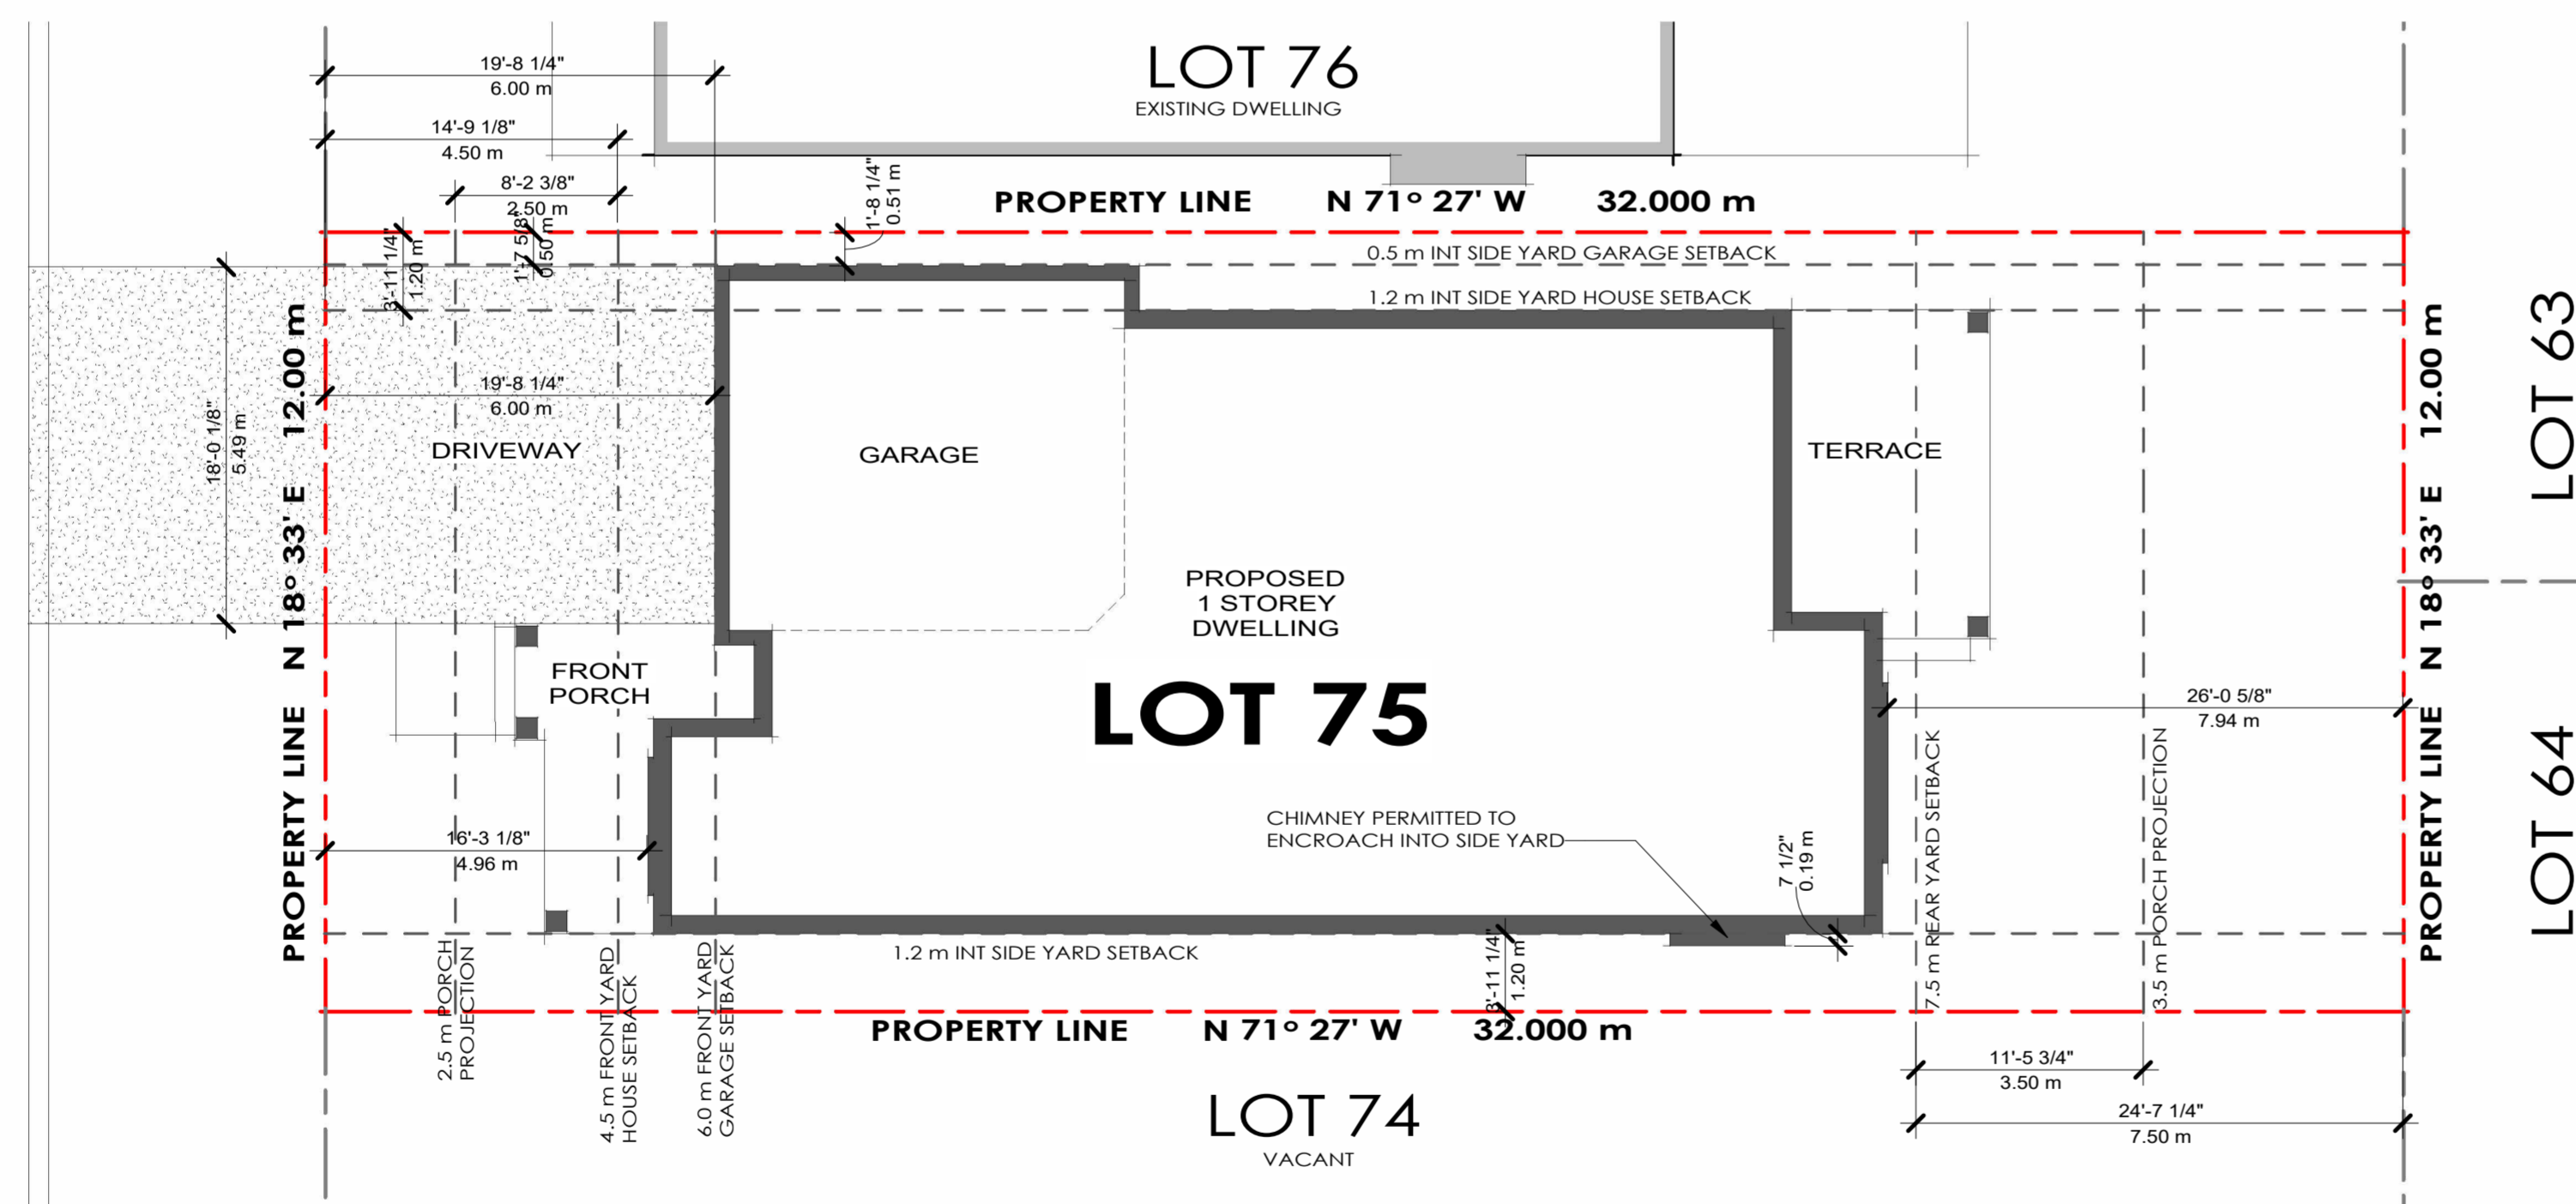 LOT 76
EXISTING DWELLING
19'-8 1/4"
6.00 m
14'-9 1/8"
4.50 m
8'-2 3/8"
2.50 m
1'-8 1/4"
0.51 m
PROPERTY LINE N 71° 27' W 32.000 m
3'-11 1/4"
1.20 m
1'-7 5/8"
0.50 m
0.5 m INT SIDE YARD GARAGE SETBACK
1.2 m INT SIDE YARD HOUSE SETBACK
18'-0 1/8"
5.49 m
PROPERTY LINE N 18° 33' E 12.00 m
19'-8 1/4"
6.00 m
DRIVEWAY
GARAGE
TERRACE
PROPOSED
1 STOREY
DWELLING
LOT 75
FRONT
PORCH
16'-3 1/8"
4.96 m
CHIMNEY PERMITTED TO
ENCROACH INTO SIDE YARD
7 1/2"
0.19 m
26'-0 5/8"
7.94 m
7.5 m REAR YARD SETBACK
3.5 m PORCH PROJECTION
PROPERTY LINE N 18° 33' E 12.00 m
LOT 63
LOT 64
1.2 m INT SIDE YARD SETBACK
3'-11 1/4"
1.20 m
2.5 m PORCH
PROJECTION
4.5 m FRONT YARD
HOUSE SETBACK
6.0 m FRONT YARD
GARAGE SETBACK
PROPERTY LINE N 71° 27' W 32.000 m
11'-5 3/4"
3.50 m
24'-7 1/4"
7.50 m
LOT 74
VACANT